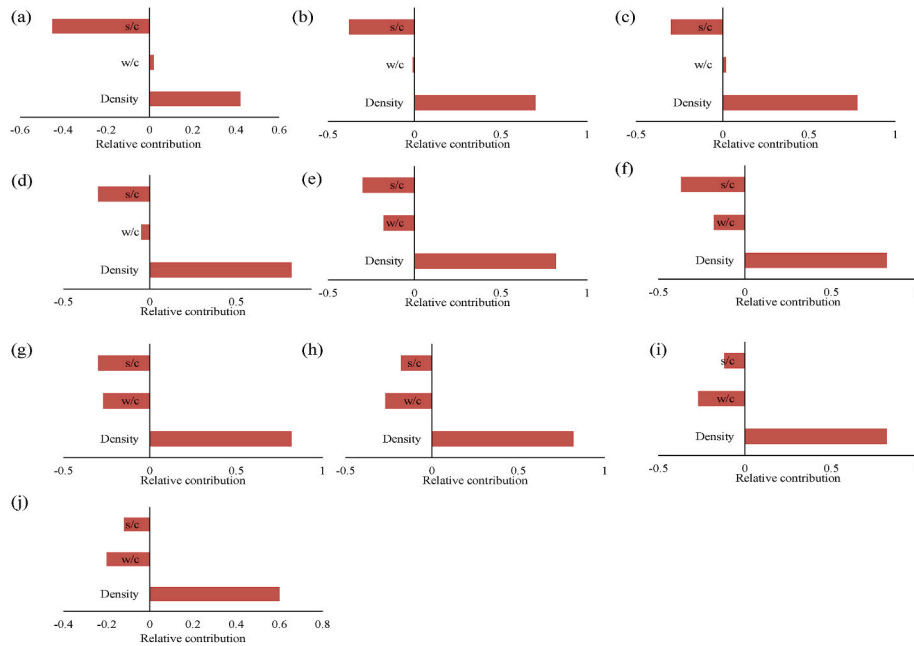 (a)
s/c
w/c
Density
-0.6 -0.4 -0.2 0 0.2 0.4 0.6
Relative contribution
(b)
s/c
w/c
Density
-0.5 0 0.5 1
Relative contribution
(c)
s/c
w/c
Density
-0.5 0 0.5 1
Relative contribution
(d)
s/c
w/c
Density
-0.5 0 0.5
Relative contribution
(e)
s/c
w/c
Density
-0.5 0 0.5 1
Relative contribution
(f)
s/c
w/c
Density
-0.5 0 0.5
Relative contribution
(g)
s/c
w/c
Density
-0.5 0 0.5 1
Relative contribution
(h)
s/c
w/c
Density
-0.5 0 0.5 1
Relative contribution
(i)
s/c
w/c
Density
-0.5 0 0.5
Relative contribution
(j)
s/c
w/c
Density
-0.4 -0.2 0 0.2 0.4 0.6 0.8
Relative contribution